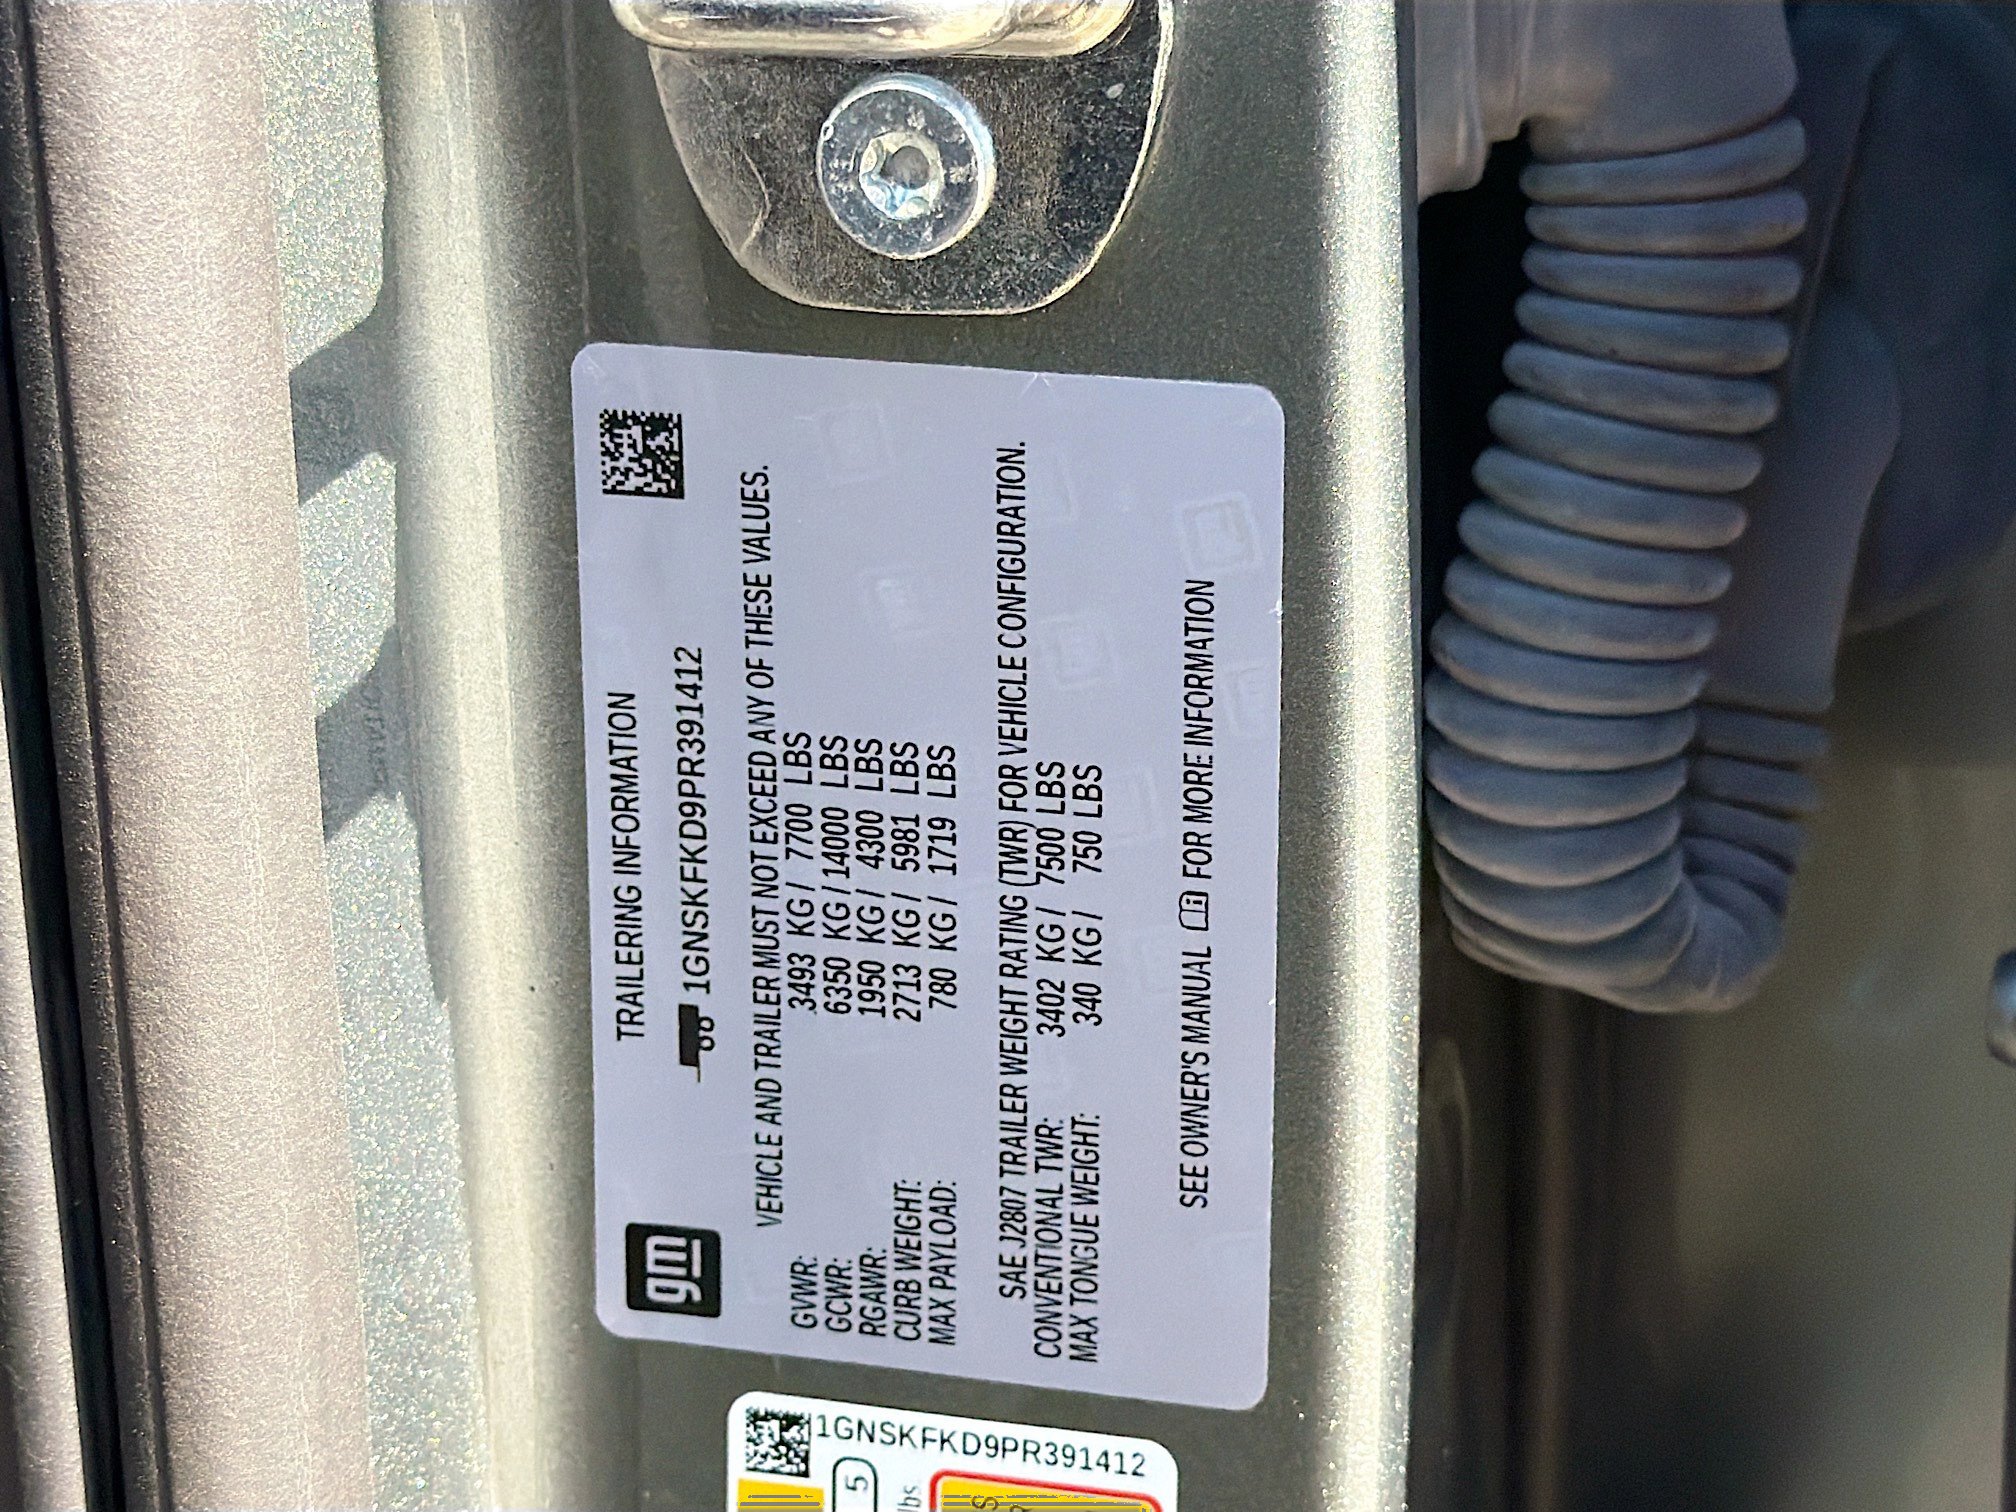 gm
TRAILERING INFORMATION
1GNSKFKD9PR391412
VEHICLE AND TRAILER MUST NOT EXCEED ANY OF THESE VALUES.
GVWR: 3493 KG / 7700 LBS
GCWR: 6350 KG / 14000 LBS
RGAWR: 1950 KG / 4300 LBS
CURB WEIGHT: 2713 KG / 5981 LBS
MAX PAYLOAD: 780 KG / 1719 LBS
SAE J2807 TRAILER WEIGHT RATING (TWR) FOR VEHICLE CONFIGURATION.
CONVENTIONAL TWR: 3402 KG / 7500 LBS
MAX TONGUE WEIGHT: 340 KG / 750 LBS
SEE OWNER'S MANUAL FOR MORE INFORMATION
1GNSKFKD9PR391412
5
lbs